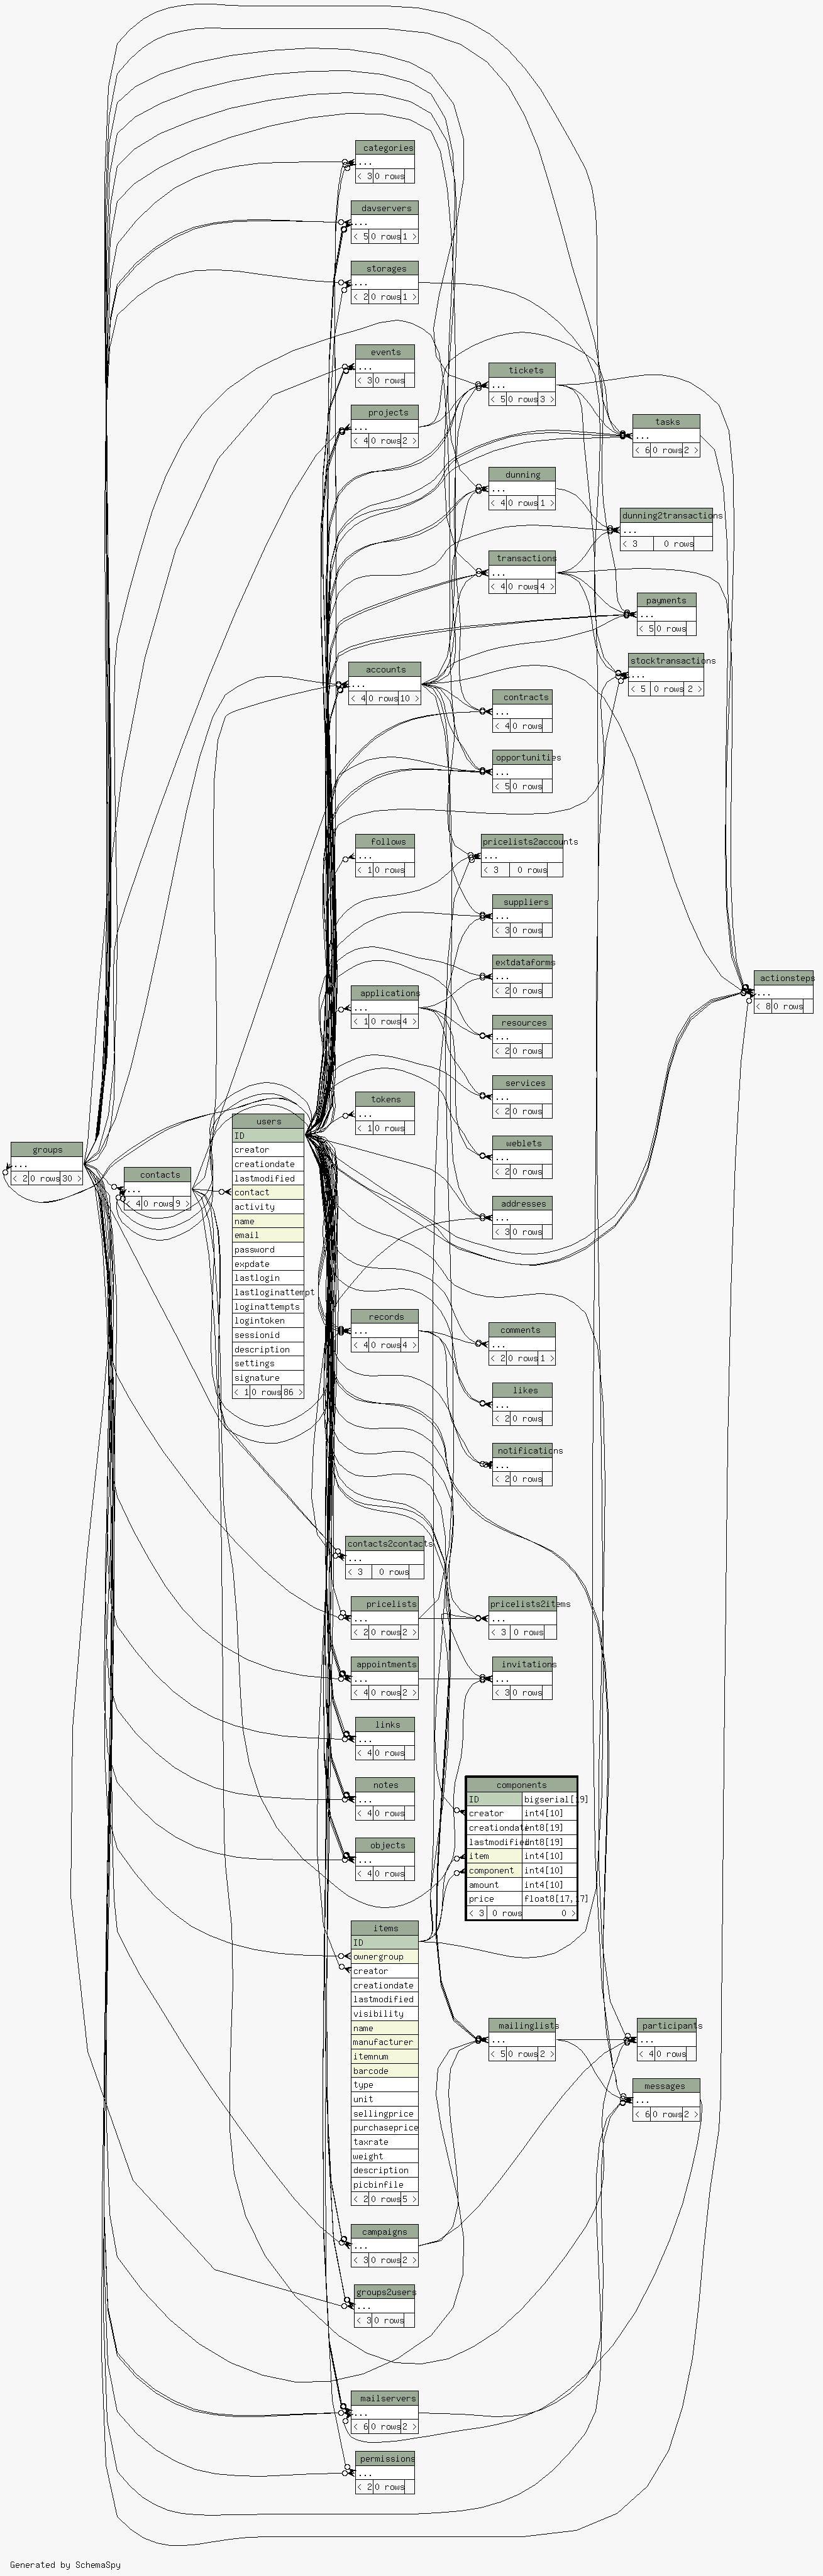 categories
...
< 3 0 rows
davservers
...
< 5 0 rows 1 >
storages
...
< 2 0 rows 1 >
events
...
< 3 0 rows
projects
...
< 4 0 rows 2 >
tickets
...
< 5 0 rows 3 >
tasks
...
< 6 0 rows 2 >
dunning
...
< 4 0 rows 1 >
dunning2transactions
...
< 3 0 rows
transactions
...
< 4 0 rows 4 >
payments
...
< 5 0 rows
stocktransactions
...
< 5 0 rows 2 >
accounts
...
< 4 0 rows 10 >
contracts
...
< 4 0 rows
opportunities
...
< 5 0 rows
follows
...
< 1 0 rows
pricelists2accounts
...
< 3 0 rows
suppliers
...
< 3 0 rows
extdataforms
...
< 2 0 rows
actionsteps
...
< 8 0 rows
applications
...
< 1 0 rows 4 >
resources
...
< 2 0 rows
services
...
< 2 0 rows
tokens
...
< 1 0 rows
weblets
...
< 2 0 rows
groups
...
< 2 0 rows 30 >
contacts
...
< 4 0 rows 9 >
users
ID
creator
creationdate
lastmodified
contact
activity
name
email
password
expdate
lastlogin
lastloginattempt
loginattempts
logintoken
sessionid
description
settings
signature
< 1 0 rows 86 >
addresses
...
< 3 0 rows
records
...
< 4 0 rows 4 >
comments
...
< 2 0 rows 1 >
likes
...
< 2 0 rows
notifications
...
< 2 0 rows
contacts2contacts
...
< 3 0 rows
pricelists
...
< 2 0 rows 2 >
pricelists2items
...
< 3 0 rows
appointments
...
< 4 0 rows 2 >
invitations
...
< 3 0 rows
links
...
< 4 0 rows
notes
...
< 4 0 rows
objects
...
< 4 0 rows
components
ID bigserial[19]
creator int4[10]
creationdate int8[19]
lastmodified int8[19]
item int4[10]
component int4[10]
amount int4[10]
price float8[17,17]
< 3 0 rows 0 >
items
ID
ownergroup
creator
creationdate
lastmodified
visibility
name
manufacturer
itemnum
barcode
type
unit
sellingprice
purchaseprice
taxrate
weight
description
picbinfile
< 2 0 rows 5 >
mailinglists
...
< 5 0 rows 2 >
participants
...
< 4 0 rows
messages
...
< 6 0 rows 2 >
campaigns
...
< 3 0 rows 2 >
groups2users
...
< 3 0 rows
mailservers
...
< 6 0 rows 2 >
permissions
...
< 2 0 rows
Generated by SchemaSpy